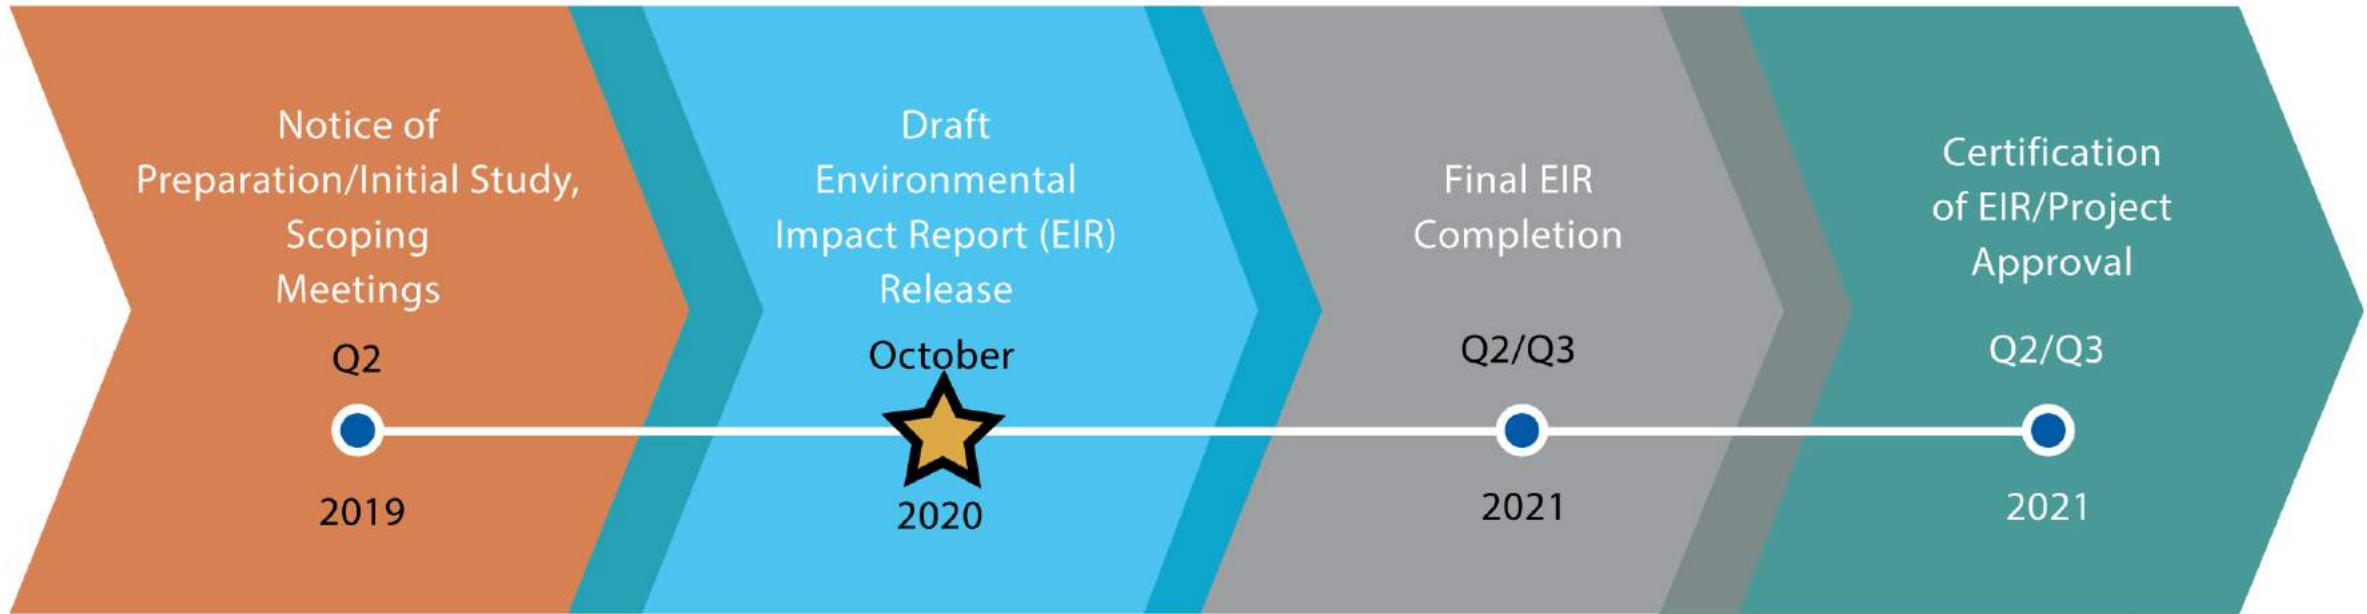 Notice of
Preparation/Initial Study,
Scoping
Meetings
Q2
2019
Draft
Environmental
Impact Report (EIR)
Release
October
2020
Final EIR
Completion
Q2/Q3
2021
Certification
of EIR/Project
Approval
Q2/Q3
2021